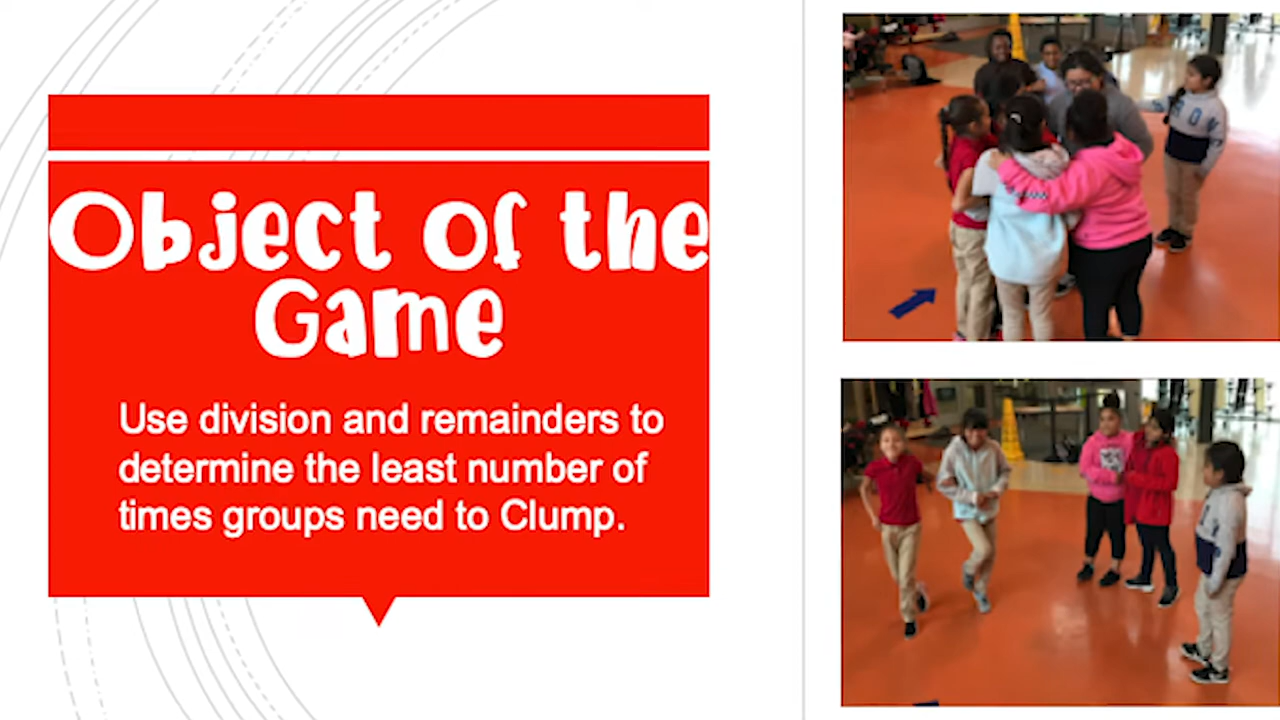 Object of the
Game
Use division and remainders to
determine the least number of
times groups need to Clump.